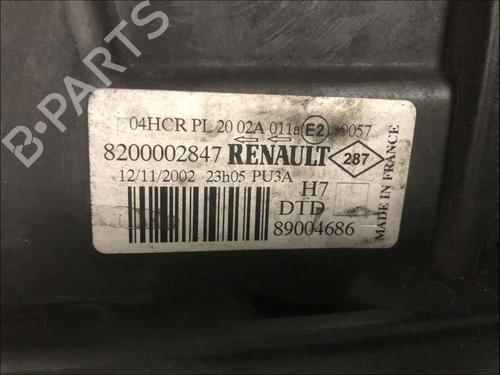 B-PARTS
04HCR PL 20 02A 011a E2 39057
8200002847 RENAULT 287
12/11/2002 23h05 PU3A
H7
DTD
89004686
MADE IN FRANCE